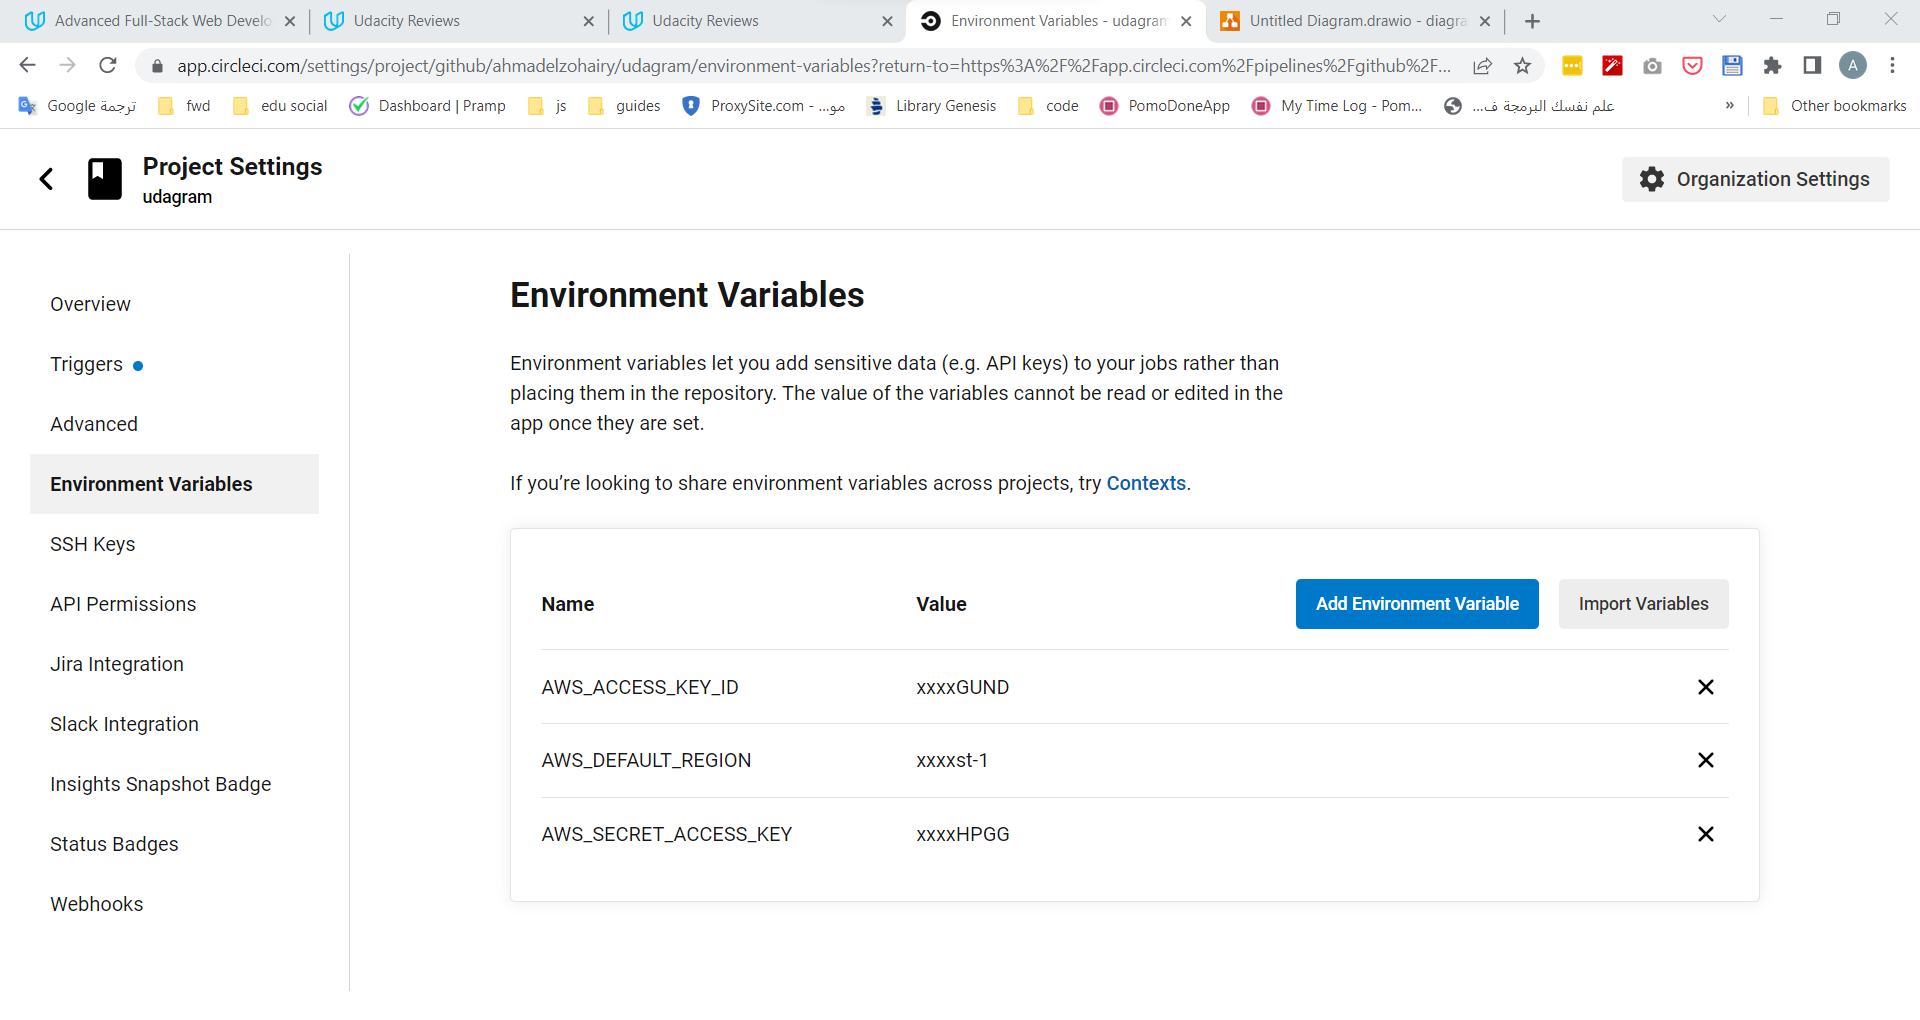 Advanced Full-Stack Web Develo
Udacity Reviews
Udacity Reviews
Environment Variables - udagram
Untitled Diagram.drawio - diagra
app.circleci.com/settings/project/github/ahmadelzohairy/udagram/environment-variables?return-to=https%3A%2F%2Fapp.circleci.com%2Fpipelines%2Fgithub%2F...
A
ترجمة Google
fwd
edu social
Dashboard | Pramp
js
guides
ProxySite.com - ...مو
Library Genesis
code
PomoDoneApp
My Time Log - Pom...
علم نفسك البرمجة ف...
»
Other bookmarks
Project Settings
udagram
Organization Settings
Overview
Triggers
Advanced
Environment Variables
SSH Keys
API Permissions
Jira Integration
Slack Integration
Insights Snapshot Badge
Status Badges
Webhooks
Environment Variables
Environment variables let you add sensitive data (e.g. API keys) to your jobs rather than
placing them in the repository. The value of the variables cannot be read or edited in the
app once they are set.
If you’re looking to share environment variables across projects, try Contexts.
Name Value Add Environment Variable Import Variables
AWS_ACCESS_KEY_ID xxxxGUND
AWS_DEFAULT_REGION xxxxst-1
AWS_SECRET_ACCESS_KEY xxxxHPGG